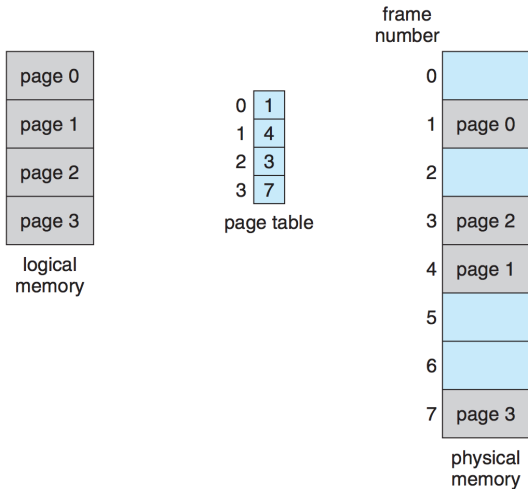 page 0
page 1
page 2
page 3
logical
memory
0 1
1 4
2 3
3 7
page table
frame
number
0
1 page 0
2
3 page 2
4 page 1
5
6
7 page 3
physical
memory